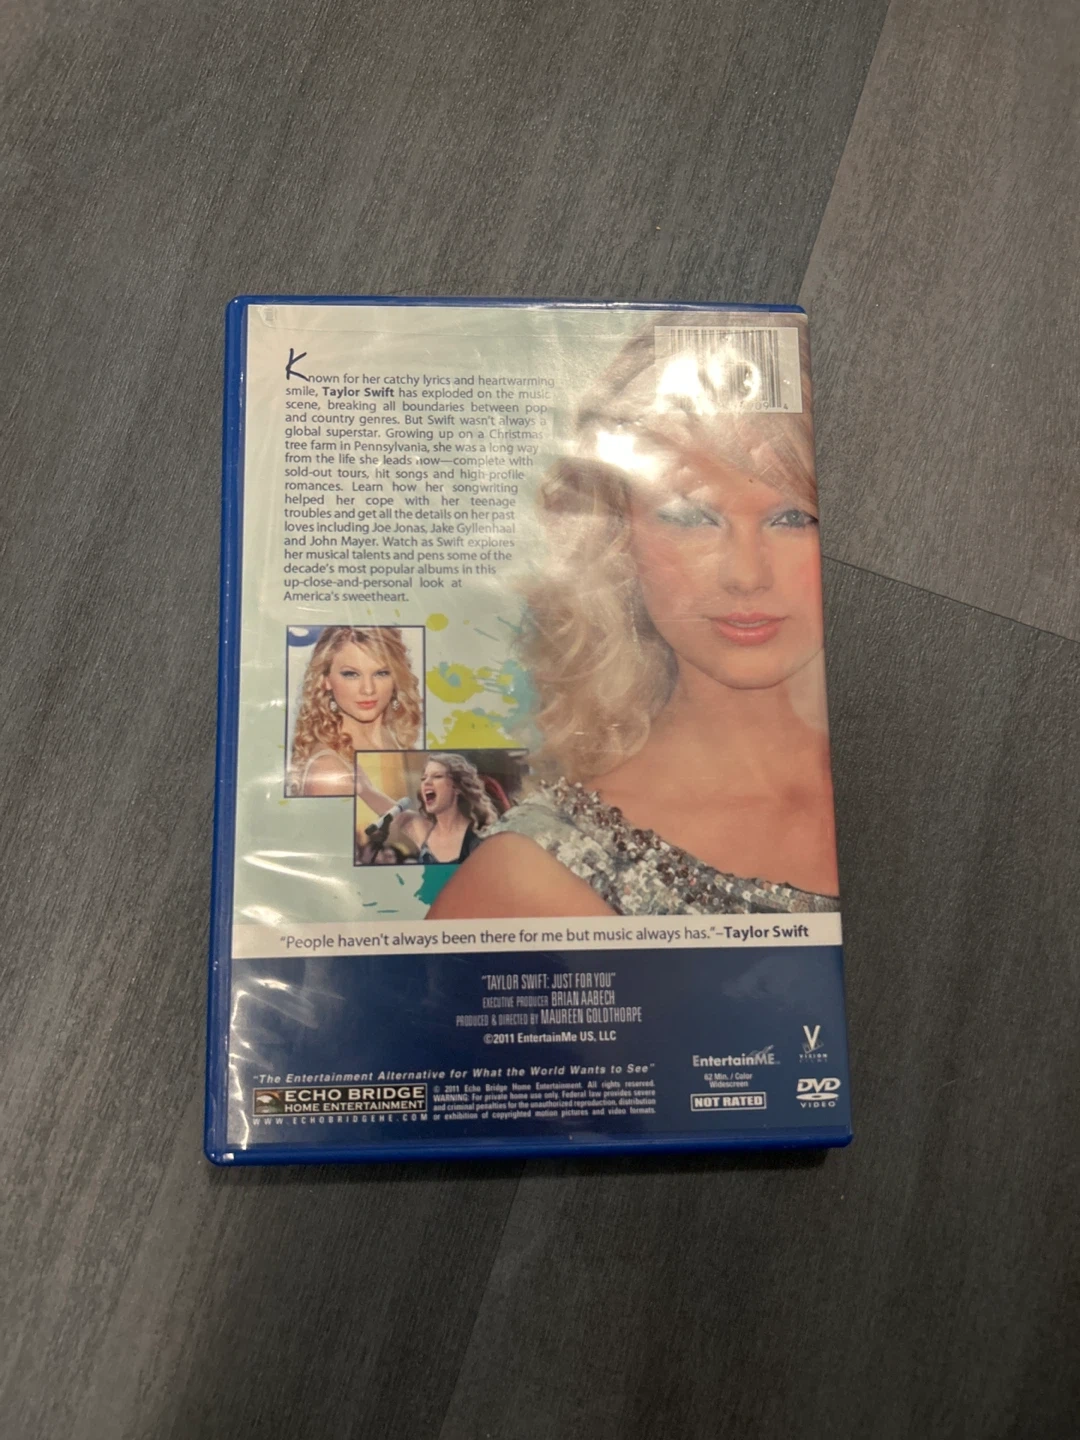 Known for her catchy lyrics and heartwarming
smile, Taylor Swift has exploded on the music
scene, breaking all boundaries between pop
and country genres. But Swift wasn't always a
global superstar. Growing up on a Christmas
tree farm in Pennsylvania, she was a long way
from the life she leads now—complete with
sold-out tours, hit songs and high-profile
romances. Learn how her songwriting
helped her cope with her teenage
troubles and get all the details on her past
loves including Joe Jonas, Jake Gyllenhaal
and John Mayer. Watch as Swift explores
her musical talents and pens some of the
decade's most popular albums in this
up-close-and-personal look at
America's sweetheart.
"People haven't always been there for me but music always has."–Taylor Swift
"TAYLOR SWIFT: JUST FOR YOU"
EXECUTIVE PRODUCER BRIAN AABECH
PRODUCED & DIRECTED BY MAUREEN GOLDTHORPE
©2011 EntertainMe US, LLC
"The Entertainment Alternative for What the World Wants to See"
ECHO BRIDGE
HOME ENTERTAINMENT
WWW.ECHOBRIDGEHE.COM
© 2011 Echo Bridge Home Entertainment. All rights reserved.
WARNING: For private home use only. Federal law provides severe
and criminal penalties for the unauthorized reproduction, distribution
or exhibition of copyrighted motion pictures and video formats.
EntertainME
62 Min. / Color
Widescreen
NOT RATED
V
VISION
FILMS
DVD
VIDEO